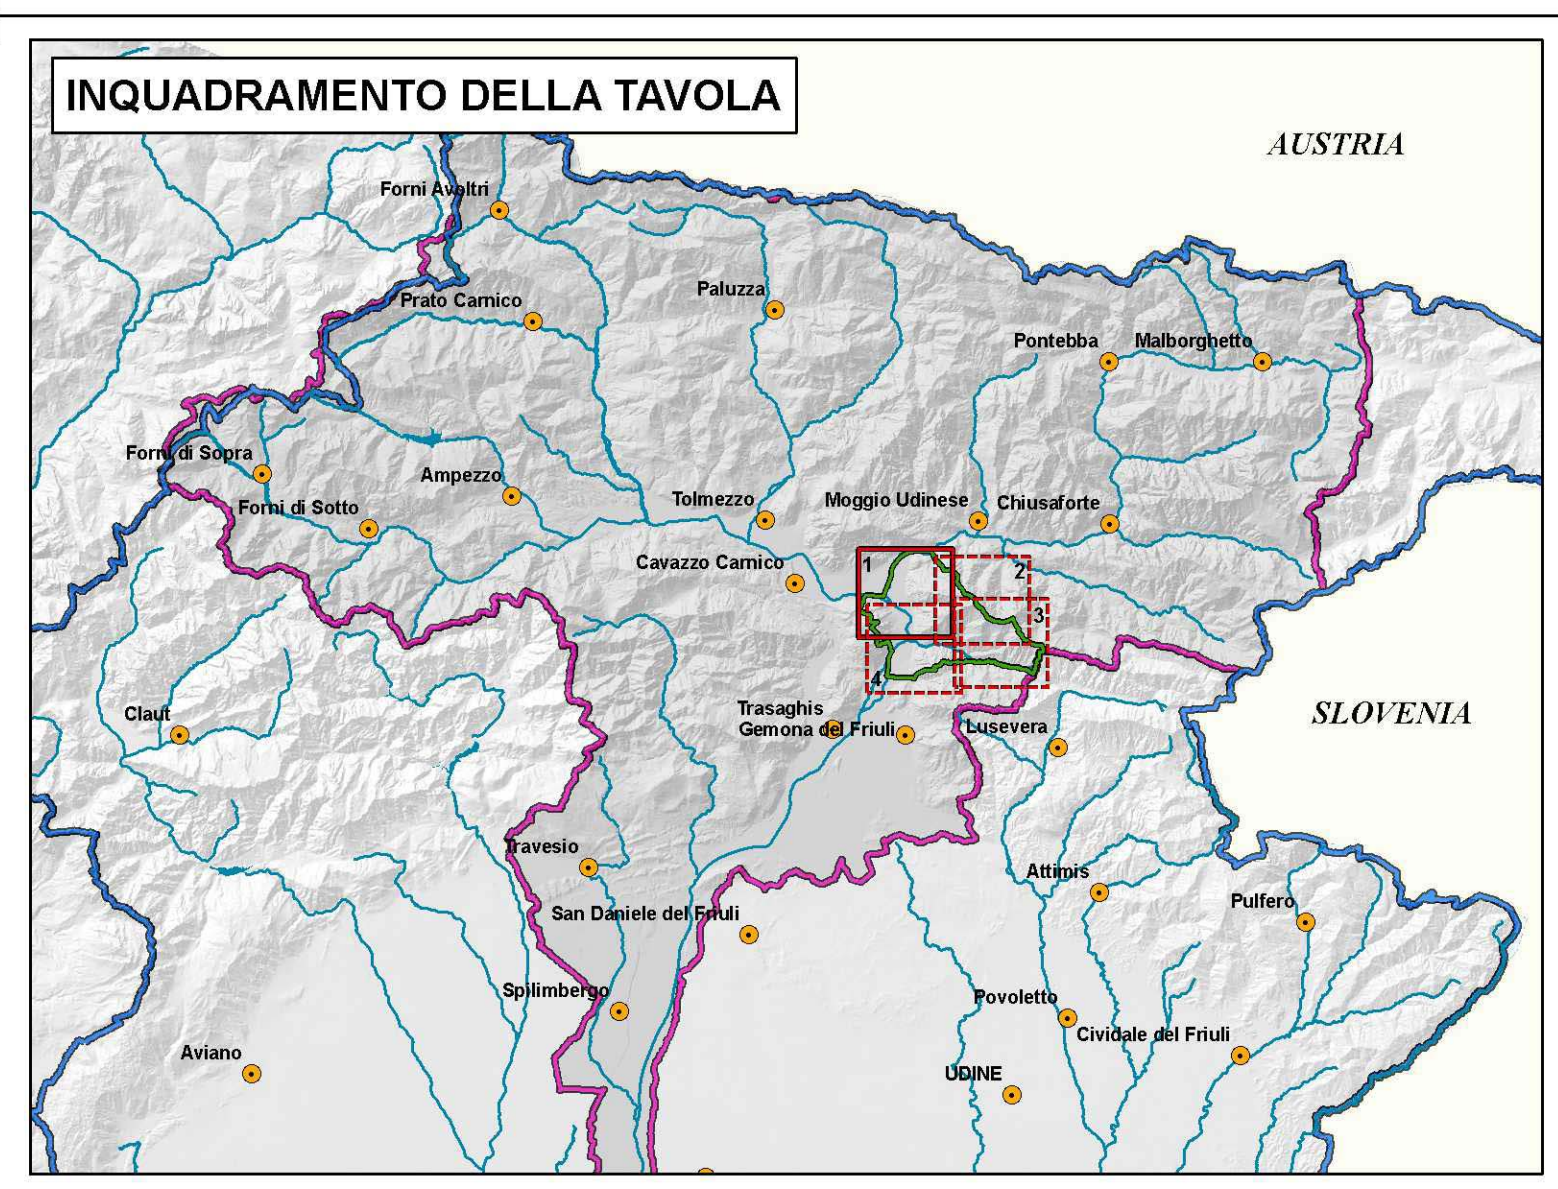 INQUADRAMENTO DELLA TAVOLA
AUSTRIA
Forni Avoltri
Prato Carnico
Paluzza
Pontebba
Malborghetto
Forni di Sopra
Ampezzo
Forni di Sotto
Tolmezzo
Moggio Udinese
Chiusaforte
Cavazzo Carnico
1
2
3
4
Claut
Trasaghis
Gemona del Friuli
Lusevera
SLOVENIA
Travesio
Attimis
San Daniele del Friuli
Pulfero
Spilimbergo
Povoletto
Cividale del Friuli
Aviano
UDINE